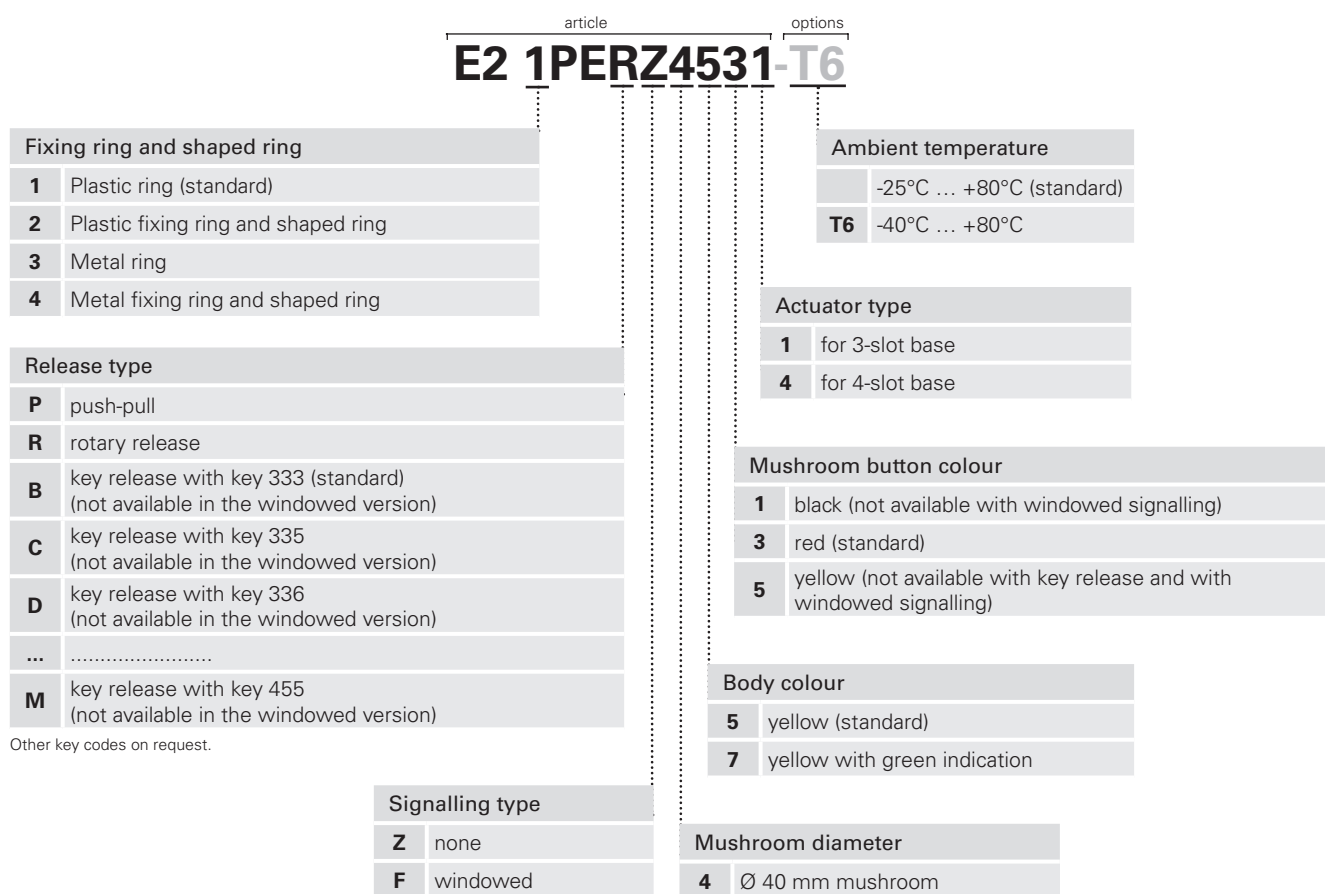 article options
E2 1PERZ4531-T6
Fixing ring and shaped ring
1 Plastic ring (standard)
2 Plastic fixing ring and shaped ring
3 Metal ring
4 Metal fixing ring and shaped ring
Release type
P push-pull
R rotary release
B key release with key 333 (standard)
(not available in the windowed version)
C key release with key 335
(not available in the windowed version)
D key release with key 336
(not available in the windowed version)
... ........................
M key release with key 455
(not available in the windowed version)
Other key codes on request.
Signalling type
Z none
F windowed
Ambient temperature
-25°C … +80°C (standard)
T6 -40°C … +80°C
Actuator type
1 for 3-slot base
4 for 4-slot base
Mushroom button colour
1 black (not available with windowed signalling)
3 red (standard)
5 yellow (not available with key release and with
windowed signalling)
Body colour
5 yellow (standard)
7 yellow with green indication
Mushroom diameter
4 Ø 40 mm mushroom